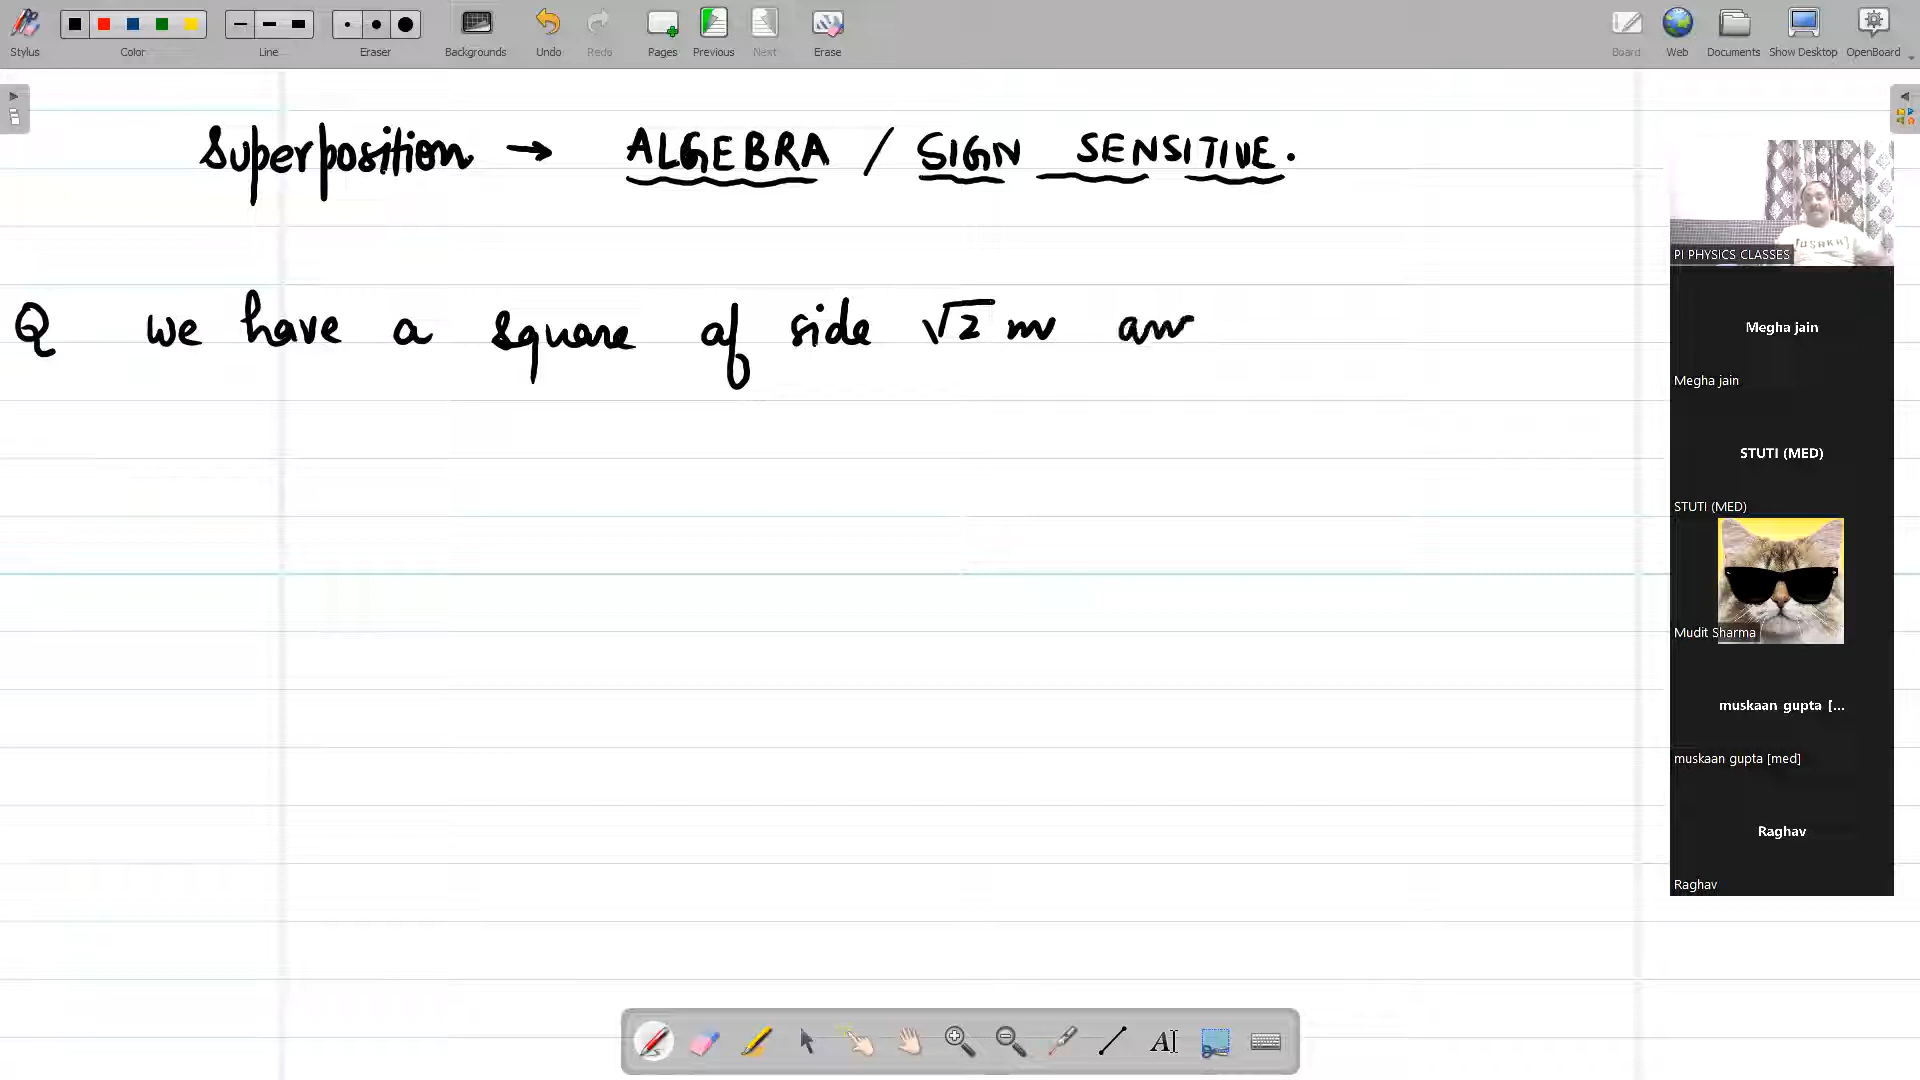 Stylus
Color
Line
Eraser
Backgrounds
Undo
Redo
Pages
Previous
Next
Erase
Board
Web
Documents
Show Desktop
OpenBoard
Superposition → ALGEBRA / SIGN SENSITIVE.
Q we have a square of side √2 m an
PI PHYSICS CLASSES
Megha jain
Megha jain
STUTI (MED)
STUTI (MED)
Mudit Sharma
muskaan gupta [...
muskaan gupta [med]
Raghav
Raghav